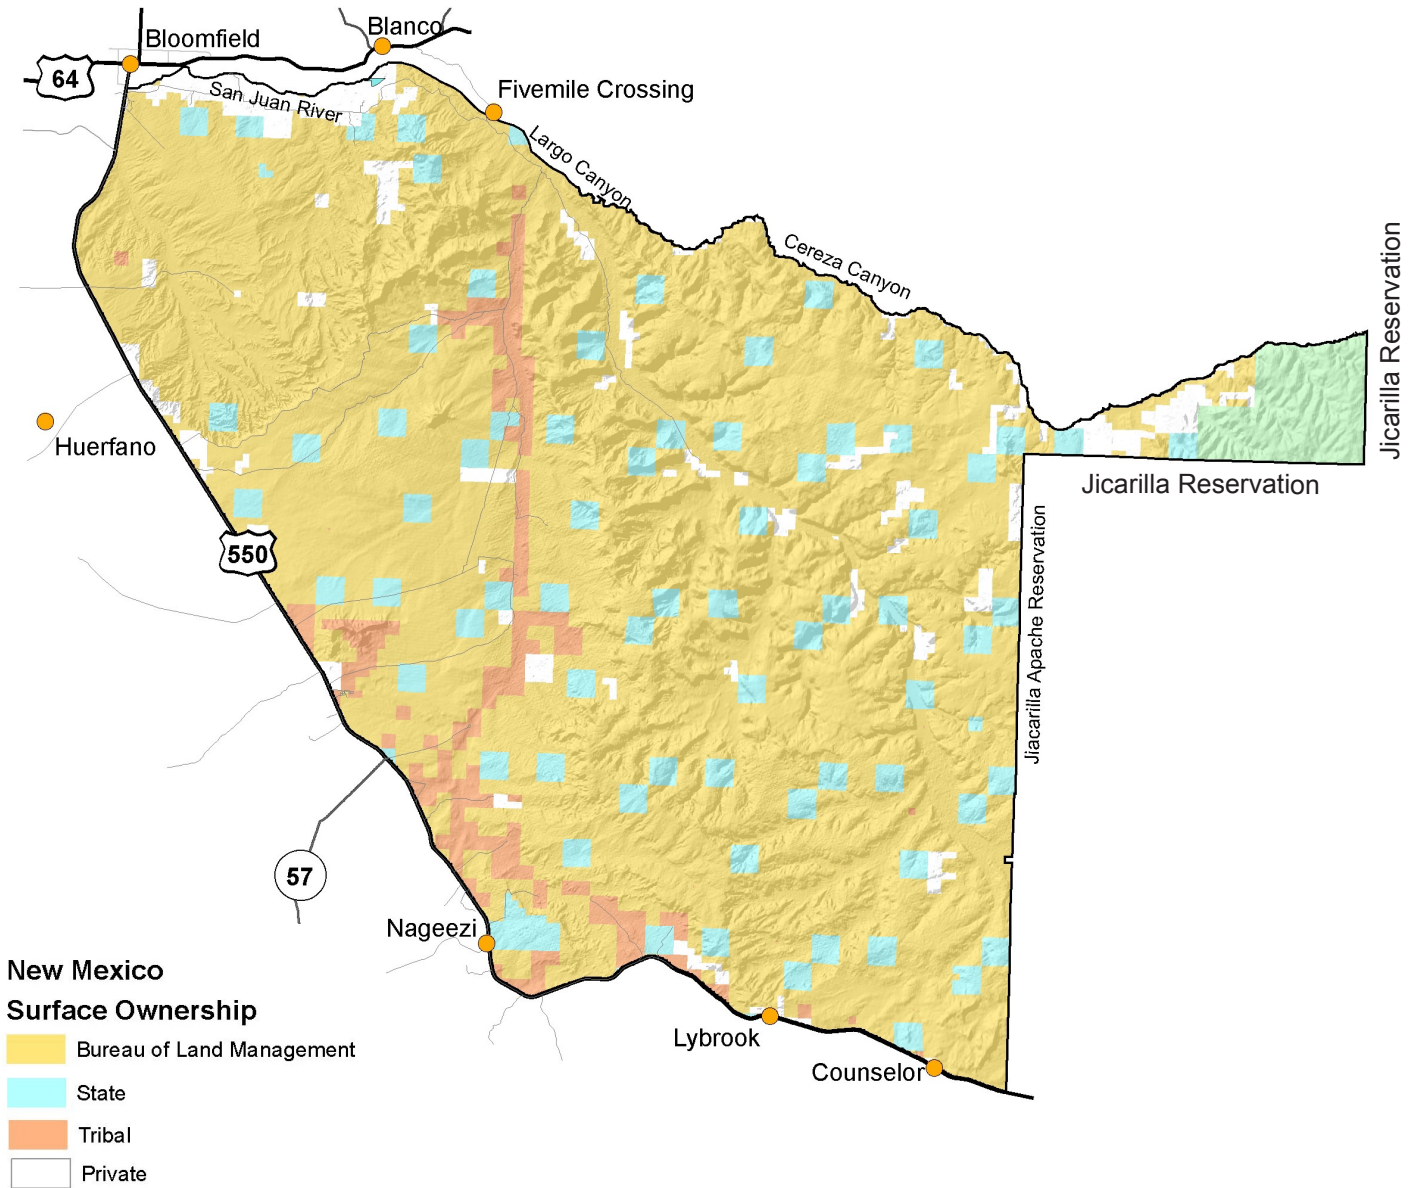 Blanco
Bloomfield
64
Fivemile Crossing
San Juan River
Largo Canyon
Cereza Canyon
Jicarilla Reservation
Huerfano
Jicarilla Reservation
550
Jiacarilla Apache Reservation
57
Nageezi
Lybrook
Counselor
New Mexico
Surface Ownership
Bureau of Land Management
State
Tribal
Private